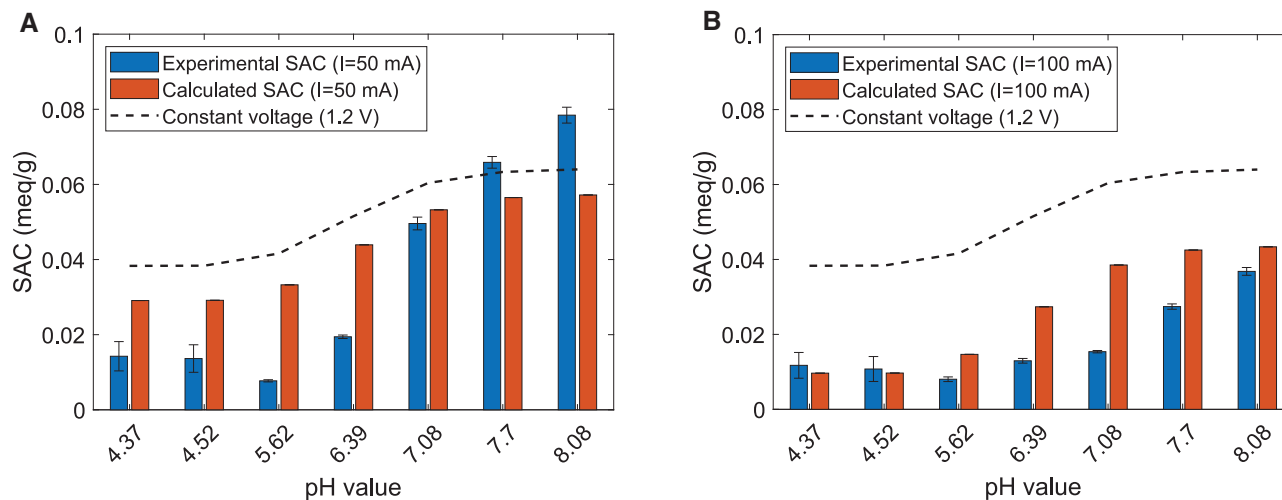 A
Experimental SAC (I=50 mA)
Calculated SAC (I=50 mA)
Constant voltage (1.2 V)
SAC (meq/g)
0.1
0.08
0.06
0.04
0.02
0
4.37
4.52
5.62
6.39
7.08
7.7
8.08
pH value
B
Experimental SAC (I=100 mA)
Calculated SAC (I=100 mA)
Constant voltage (1.2 V)
SAC (meq/g)
0.1
0.08
0.06
0.04
0.02
0
4.37
4.52
5.62
6.39
7.08
7.7
8.08
pH value